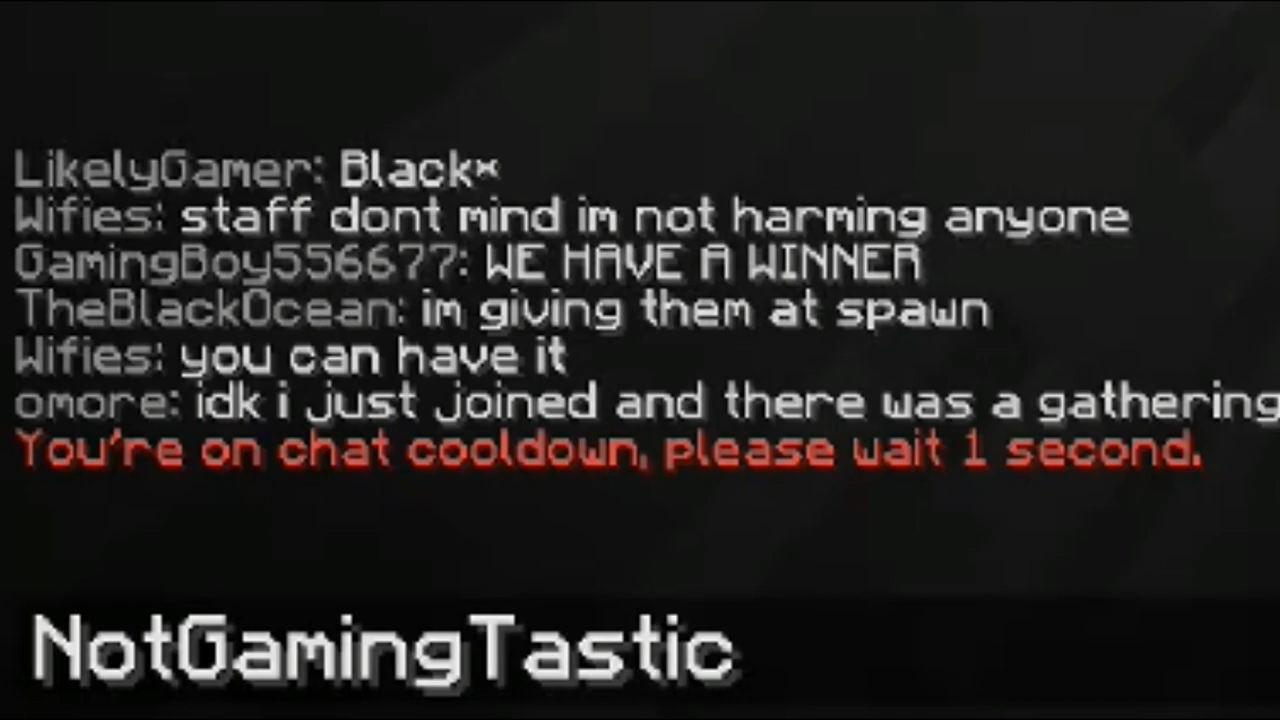 LikelyGamer: Black*
Wifies: staff dont mind im not harming anyone
GamingBoy556677: WE HAVE A WINNER
TheBlackOcean: im giving them at spawn
Wifies: you can have it
omore: idk i just joined and there was a gathering
You're on chat cooldown, please wait 1 second.
NotGamingTastic